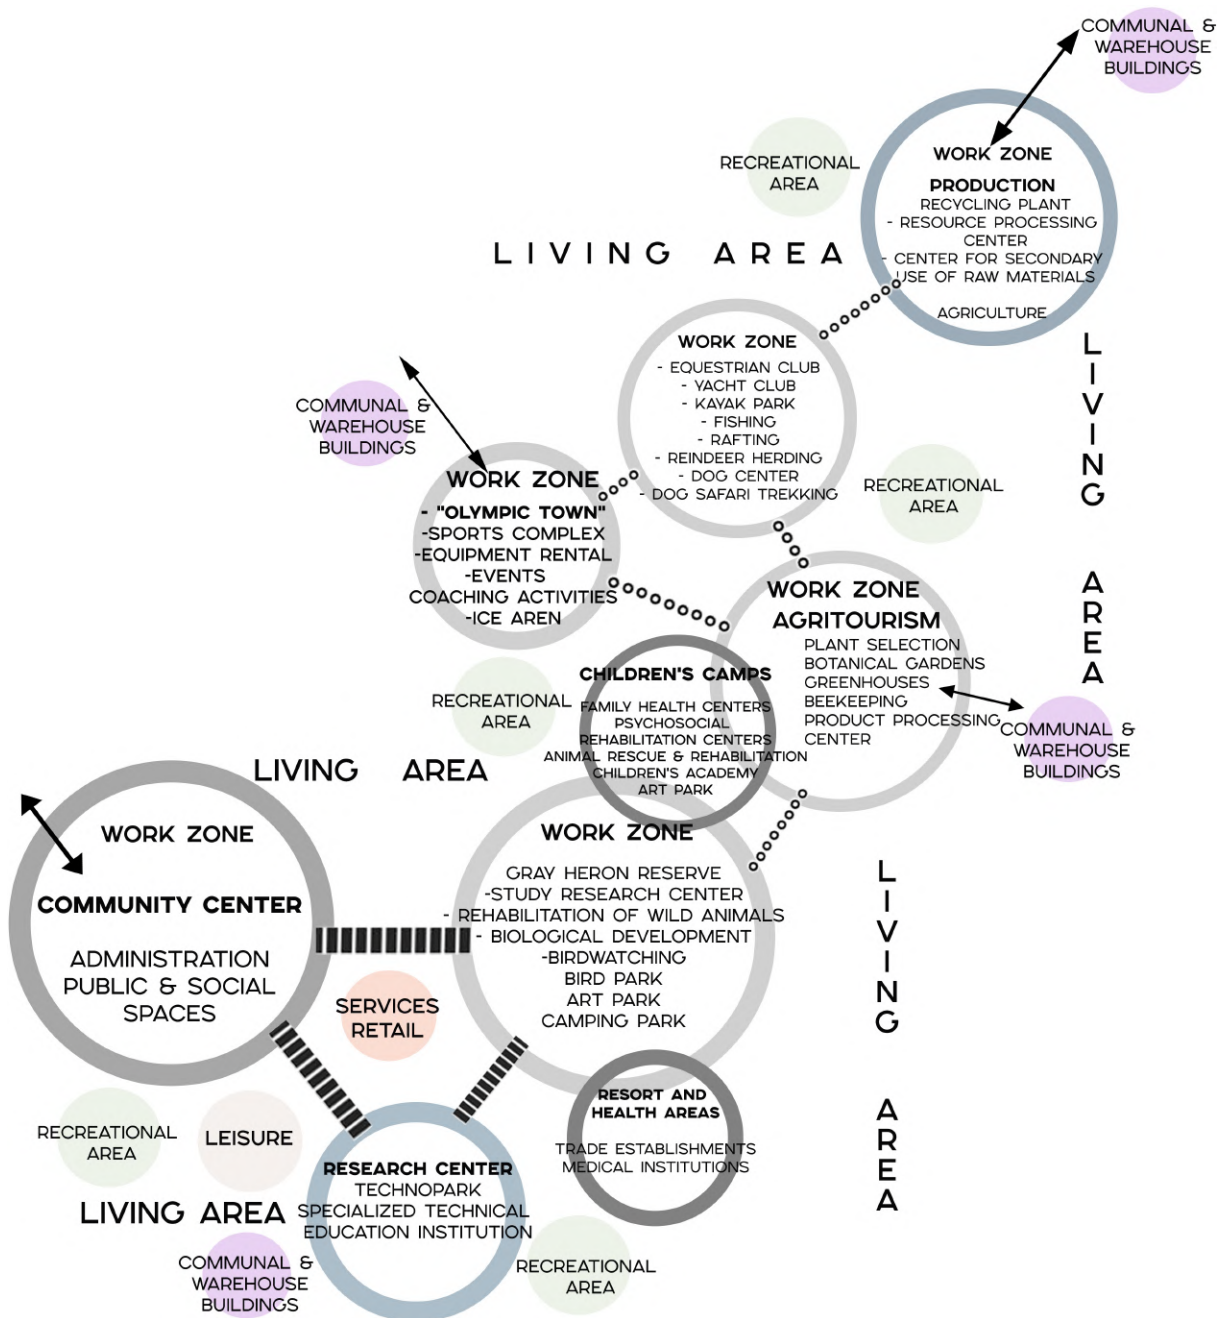 COMMUNAL &
WAREHOUSE
BUILDINGS
RECREATIONAL
AREA
WORK ZONE
PRODUCTION
RECYCLING PLANT
- RESOURCE PROCESSING
CENTER
- CENTER FOR SECONDARY
USE OF RAW MATERIALS
AGRICULTURE
LIVING AREA
WORK ZONE
- EQUESTRIAN CLUB
- YACHT CLUB
- KAYAK PARK
- FISHING
- RAFTING
- REINDEER HERDING
- DOG CENTER
- DOG SAFARI TREKKING
LIVING AREA
COMMUNAL &
WAREHOUSE
BUILDINGS
RECREATIONAL
AREA
WORK ZONE
- "OLYMPIC TOWN"
-SPORTS COMPLEX
-EQUIPMENT RENTAL
-EVENTS
COACHING ACTIVITIES
-ICE AREN
WORK ZONE
AGRITOURISM
PLANT SELECTION
BOTANICAL GARDENS
GREENHOUSES
BEEKEEPING
PRODUCT PROCESSING
CENTER
COMMUNAL &
WAREHOUSE
BUILDINGS
RECREATIONAL
AREA
CHILDREN'S CAMPS
FAMILY HEALTH CENTERS
PSYCHOSOCIAL
REHABILITATION CENTERS
ANIMAL RESCUE & REHABILITATION
CHILDREN'S ACADEMY
ART PARK
LIVING AREA
WORK ZONE
COMMUNITY CENTER
ADMINISTRATION
PUBLIC & SOCIAL
SPACES
WORK ZONE
GRAY HERON RESERVE
-STUDY RESEARCH CENTER
- REHABILITATION OF WILD ANIMALS
- BIOLOGICAL DEVELOPMENT
-BIRDWATCHING
BIRD PARK
ART PARK
CAMPING PARK
LIVING AREA
SERVICES
RETAIL
RESORT AND
HEALTH AREAS
TRADE ESTABLISHMENTS
MEDICAL INSTITUTIONS
RECREATIONAL
AREA
LEISURE
RESEARCH CENTER
TECHNOPARK
SPECIALIZED TECHNICAL
EDUCATION INSTITUTION
LIVING AREA
COMMUNAL &
WAREHOUSE
BUILDINGS
RECREATIONAL
AREA